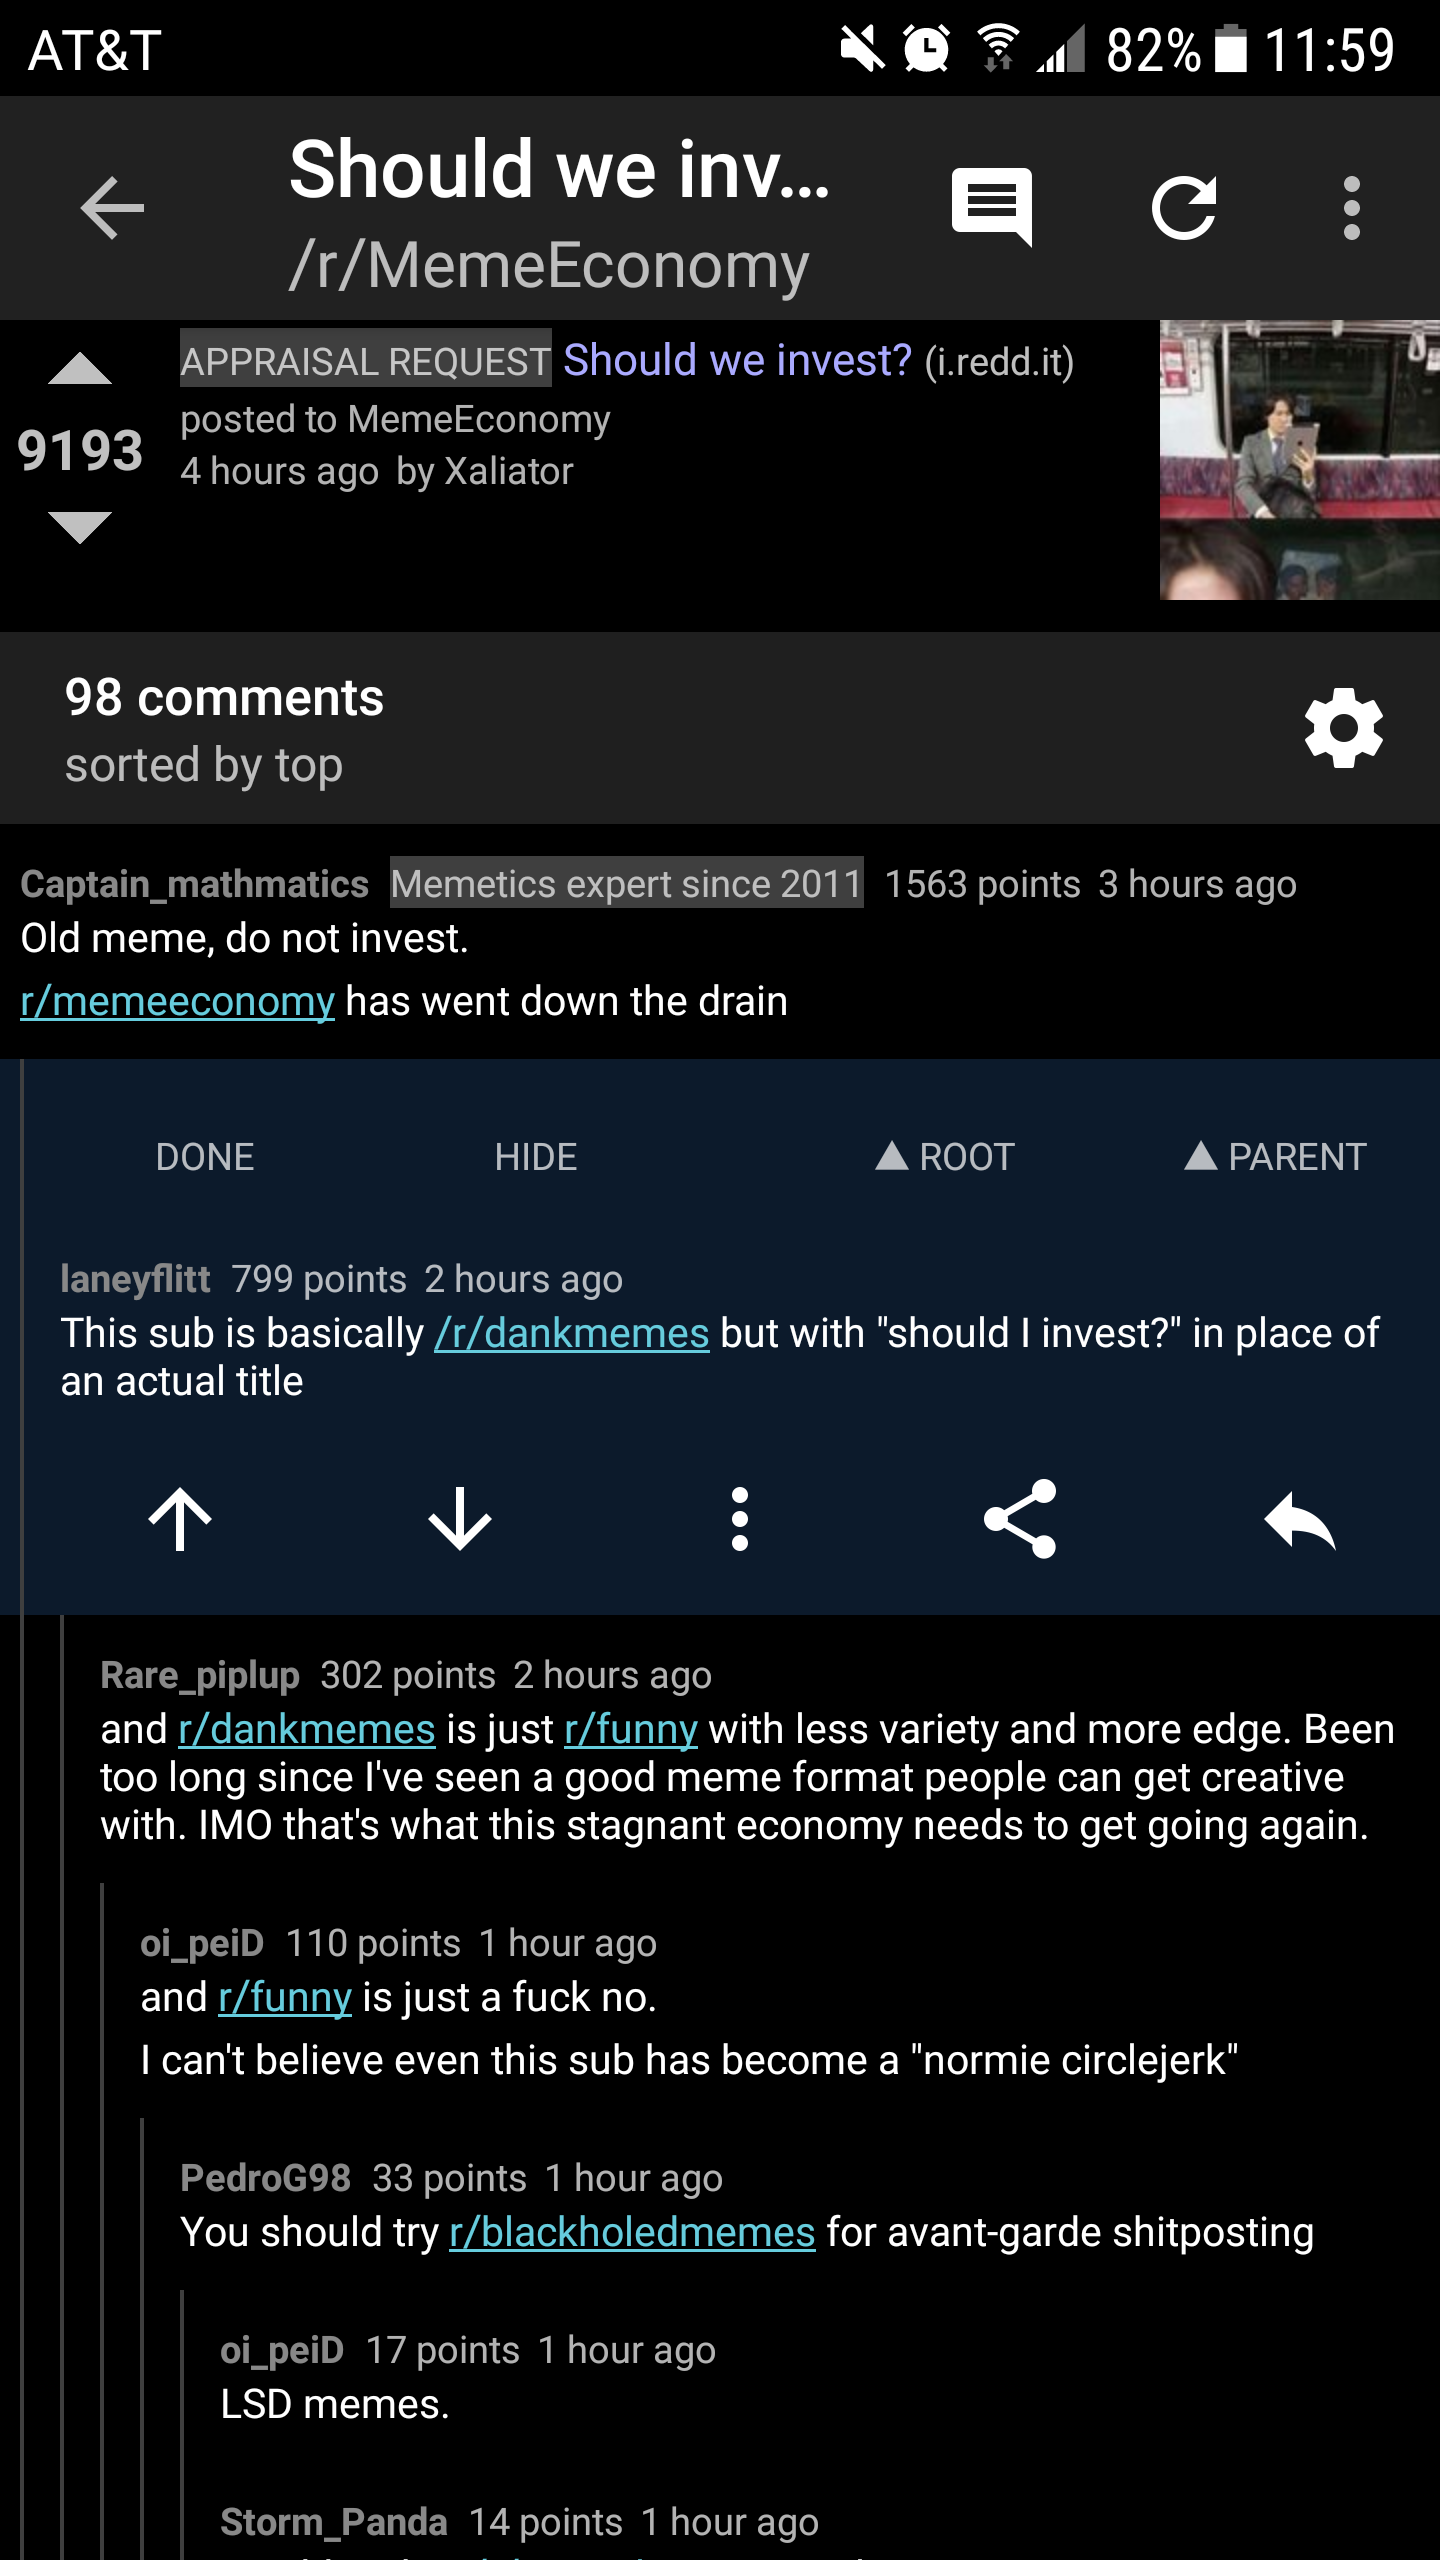 AT&T 82% 11:59
Should we inv...
/r/MemeEconomy
APPRAISAL REQUEST Should we invest? (i.redd.it)
9193
posted to MemeEconomy
4 hours ago by Xaliator
98 comments
sorted by top
Captain_mathmatics Memetics expert since 2011 1563 points 3 hours ago
Old meme, do not invest.
r/memeeconomy has went down the drain
DONE HIDE ▲ ROOT ▲ PARENT
laneyflitt 799 points 2 hours ago
This sub is basically /r/dankmemes but with "should I invest?" in place of
an actual title
Rare_piplup 302 points 2 hours ago
and r/dankmemes is just r/funny with less variety and more edge. Been
too long since I've seen a good meme format people can get creative
with. IMO that's what this stagnant economy needs to get going again.
oi_peiD 110 points 1 hour ago
and r/funny is just a fuck no.
I can't believe even this sub has become a "normie circlejerk"
PedroG98 33 points 1 hour ago
You should try r/blackholedmemes for avant-garde shitposting
oi_peiD 17 points 1 hour ago
LSD memes.
Storm_Panda 14 points 1 hour ago